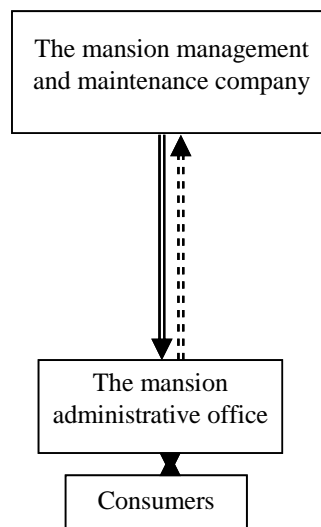 The mansion management
and maintenance company
The mansion
administrative office
Consumers